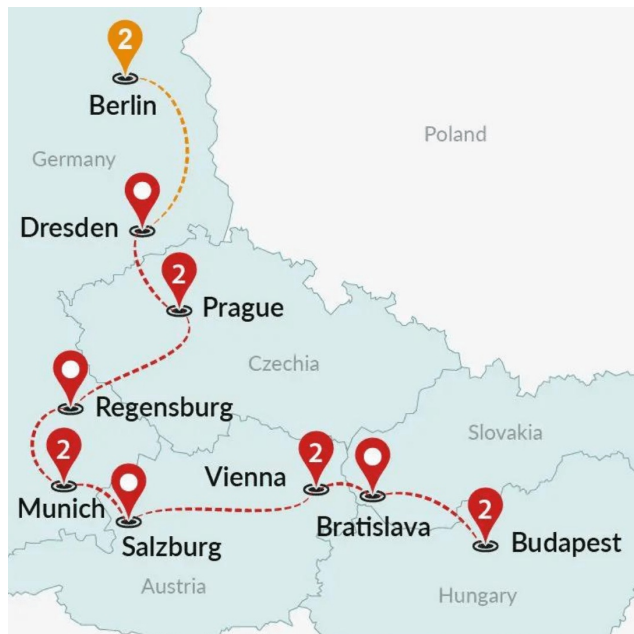 2
Berlin
Poland
Germany
Dresden
2
Prague
Czechia
Regensburg
Slovakia
2
Munich
Vienna
2
Bratislava
2
Salzburg
Budapest
Austria
Hungary